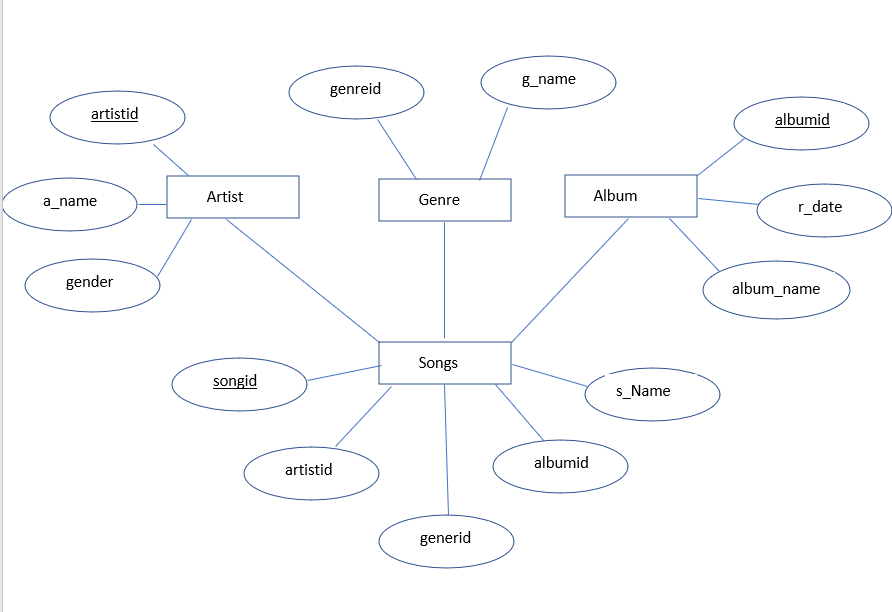 genreid
g_name
artistid
albumid
a_name
Artist
Genre
Album
r_date
gender
album_name
Songs
songid
s_Name
artistid
albumid
generid